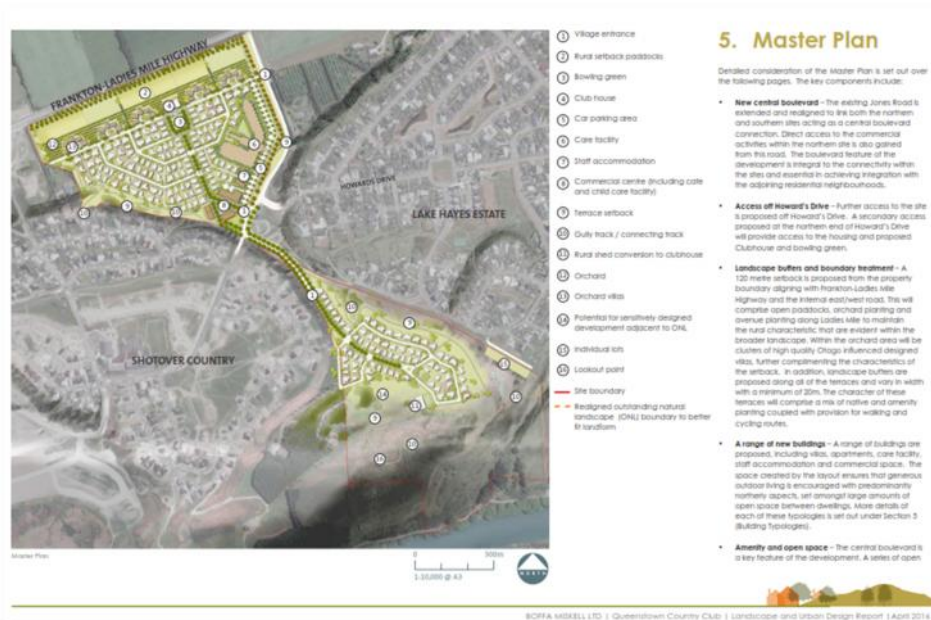 FRANKTON-LADIES MILE HIGHWAY
HOWARDS DRIVE
LAKE HAYES ESTATE
SHOTOVER COUNTRY
Master Plan
0 300m
1:10,000 @ A3
NORTH
1 Village entrance
2 Rural setback paddocks
3 Bowling green
4 Club house
5 Car parking area
6 Care facility
7 Staff accommodation
8 Commercial centre (including cafe
and child care facility)
9 Terrace setback
10 Gully track / connecting track
11 Rural shed conversion to clubhouse
12 Orchard
13 Orchard villas
14 Potential for sensitively designed
development adjacent to ONL
15 Individual lots
16 Lookout point
Site boundary
Realigned outstanding natural
landscape (ONL) boundary to better
fit landform
5. Master Plan
Detailed consideration of the Master Plan is set out over
the following pages. The key components include:
• New central boulevard – The existing Jones Road is
extended and realigned to link both the northern
and southern sites acting as a central boulevard
connection. Direct access to the commercial
activities within the northern site is also gained
from this road. The boulevard feature of the
development is integral to the connectivity within
the sites and essential in achieving integration with
the adjoining residential neighbourhoods.
• Access off Howard's Drive – Further access to the site
is proposed off Howard's Drive. A secondary access
proposed at the northern end of Howard's Drive
will provide access to the housing and proposed
Clubhouse and bowling green.
• Landscape buffers and boundary treatment – A
120 metre setback is proposed from the property
boundary aligning with Frankton-Ladies Mile
Highway and the internal east/west road. This will
comprise open paddocks, orchard planting and
avenue planting along Ladies Mile to maintain
the rural characteristic that are evident within the
broader landscape. Within the orchard area will be
clusters of high quality Otago influenced designed
villas, further complimenting the characteristics of
the setback. In addition, landscape buffers are
proposed along all of the terraces and vary in width
with a minimum of 20m. The character of these
terraces will comprise a mix of native and amenity
planting coupled with provision for walking and
cycling routes.
• A range of new buildings – A range of buildings are
proposed, including villas, apartments, care facility,
staff accommodation and commercial space. The
space created by the layout ensures that generous
outdoor living is encouraged with predominantly
northerly aspects, set amongst large amounts of
open space between dwellings. More details of
each of these typologies is set out under Section 5
(Building Typologies).
• Amenity and open space – The central boulevard is
a key feature of the development. A series of open
BOFFA MISKELL LTD | Queenstown Country Club | Landscape and Urban Design Report | April 2016